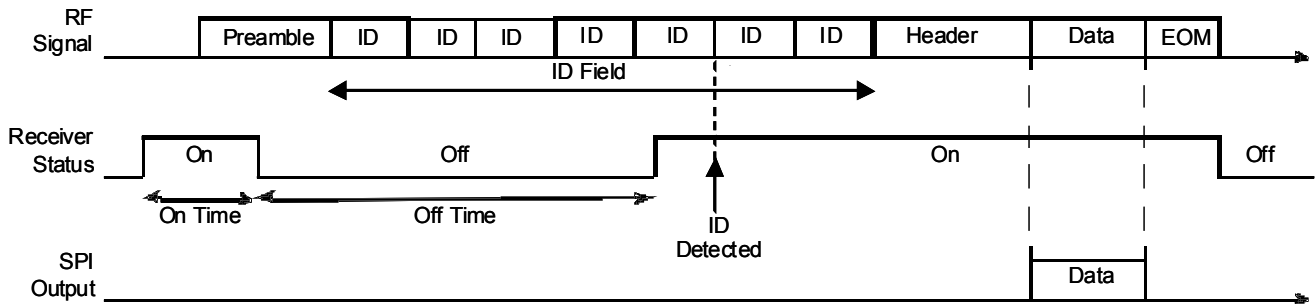 RF
Signal
Preamble ID ID ID ID ID ID ID Header Data EOM
ID Field
Receiver
Status
On Off On Off
On Time Off Time
ID
Detected
SPI
Output
Data